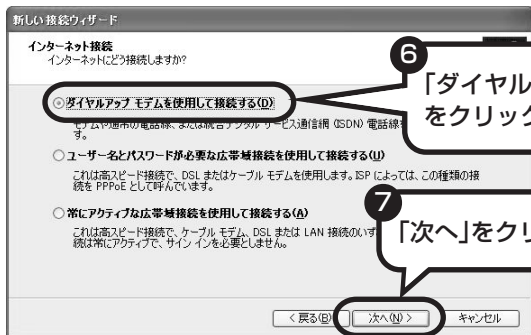 新しい接続ウィザード
インターネット接続
インターネットにどう接続しますか?
6
「ダイヤル
をクリック
ダイヤルアップ モデムを使用して接続する(D)
モデムや通常の電話線、または統合デジタル サービス通信網 (ISDN) 電話線を
す。
ユーザー名とパスワードが必要な広帯域接続を使用して接続する(U)
これは高スピード接続で、DSL またはケーブル モデムを使用します。ISP によっては、この種類の接
続を PPPoE として呼んでいます。
7
常にアクティブな広帯域接続を使用して接続する(A)
これは高スピード接続で、ケーブル モデム、DSL または LAN 接続のいず
続は常にアクティブで、サイン インを必要としません。
「次へ」をクリ
< 戻る(B)
次へ(N) >
キャンセル